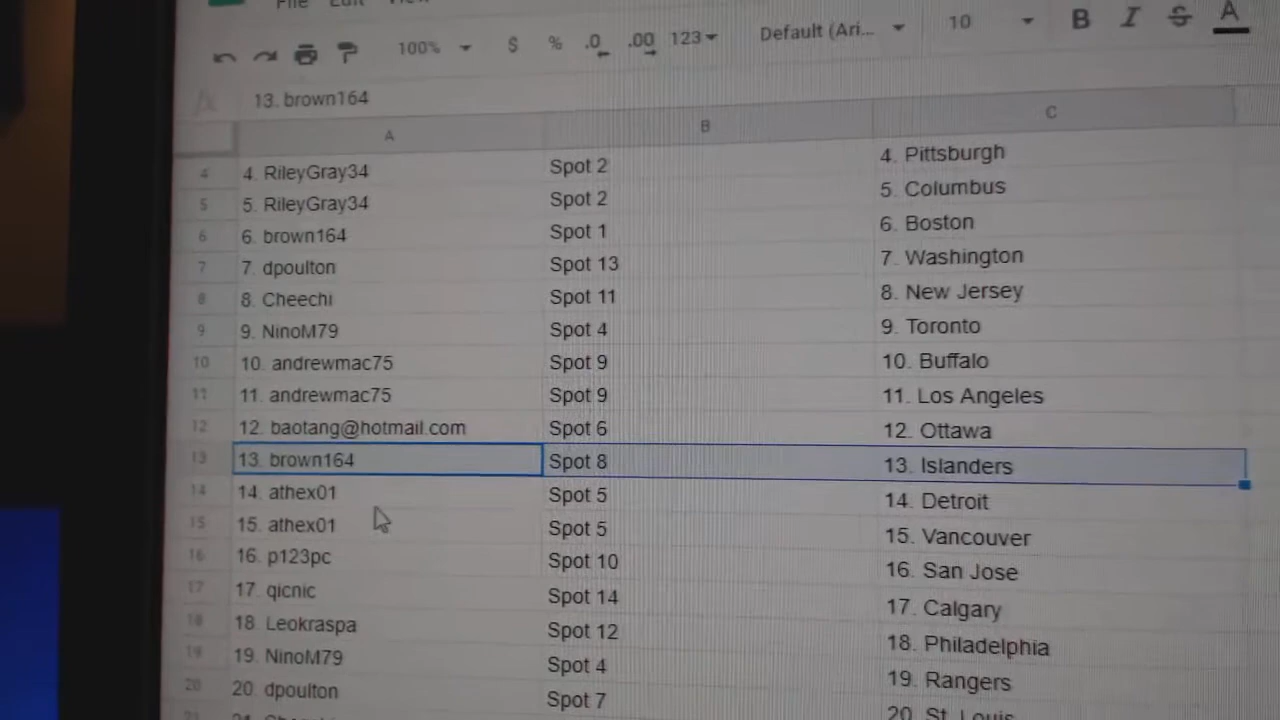 100% $ % .0 .00 123 Default (Ari... 10 B I S A
13. brown164
A B C
4 4. RileyGray34 Spot 2 4. Pittsburgh
5 5. RileyGray34 Spot 2 5. Columbus
6 6. brown164 Spot 1 6. Boston
7 7. dpoulton Spot 13 7. Washington
8 8. Cheechi Spot 11 8. New Jersey
9 9. NinoM79 Spot 4 9. Toronto
10 10. andrewmac75 Spot 9 10. Buffalo
11 11. andrewmac75 Spot 9 11. Los Angeles
12 12. baotang@hotmail.com Spot 6 12. Ottawa
13 13. brown164 Spot 8 13. Islanders
14 14. athex01 Spot 5 14. Detroit
15 15. athex01 Spot 5 15. Vancouver
16 16. p123pc Spot 10 16. San Jose
17 17. qicnic Spot 14 17. Calgary
18 18. Leokraspa Spot 12 18. Philadelphia
19 19. NinoM79 Spot 4 19. Rangers
20 20. dpoulton Spot 7 20. St. Louis